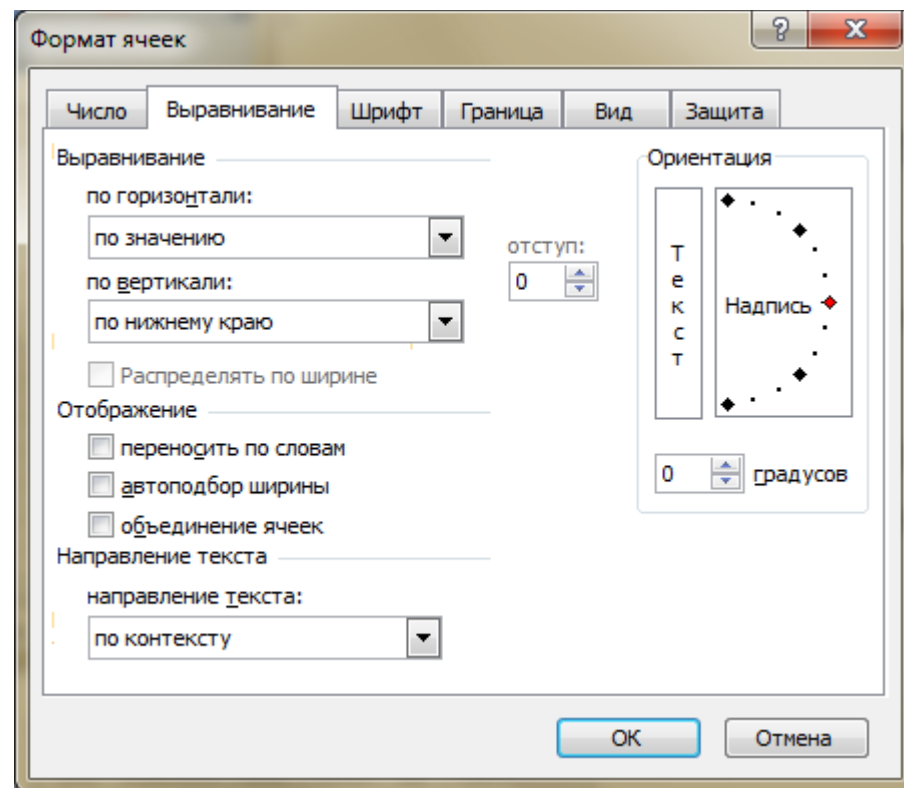 Формат ячеек
Число Выравнивание Шрифт Граница Вид Защита
Выравнивание
по горизонтали:
по значению
отступ:
0
по вертикали:
по нижнему краю
Распределять по ширине
Отображение
переносить по словам
автоподбор ширины
объединение ячеек
Направление текста
направление текста:
по контексту
Ориентация
Текст
Надпись
0 градусов
ОК Отмена